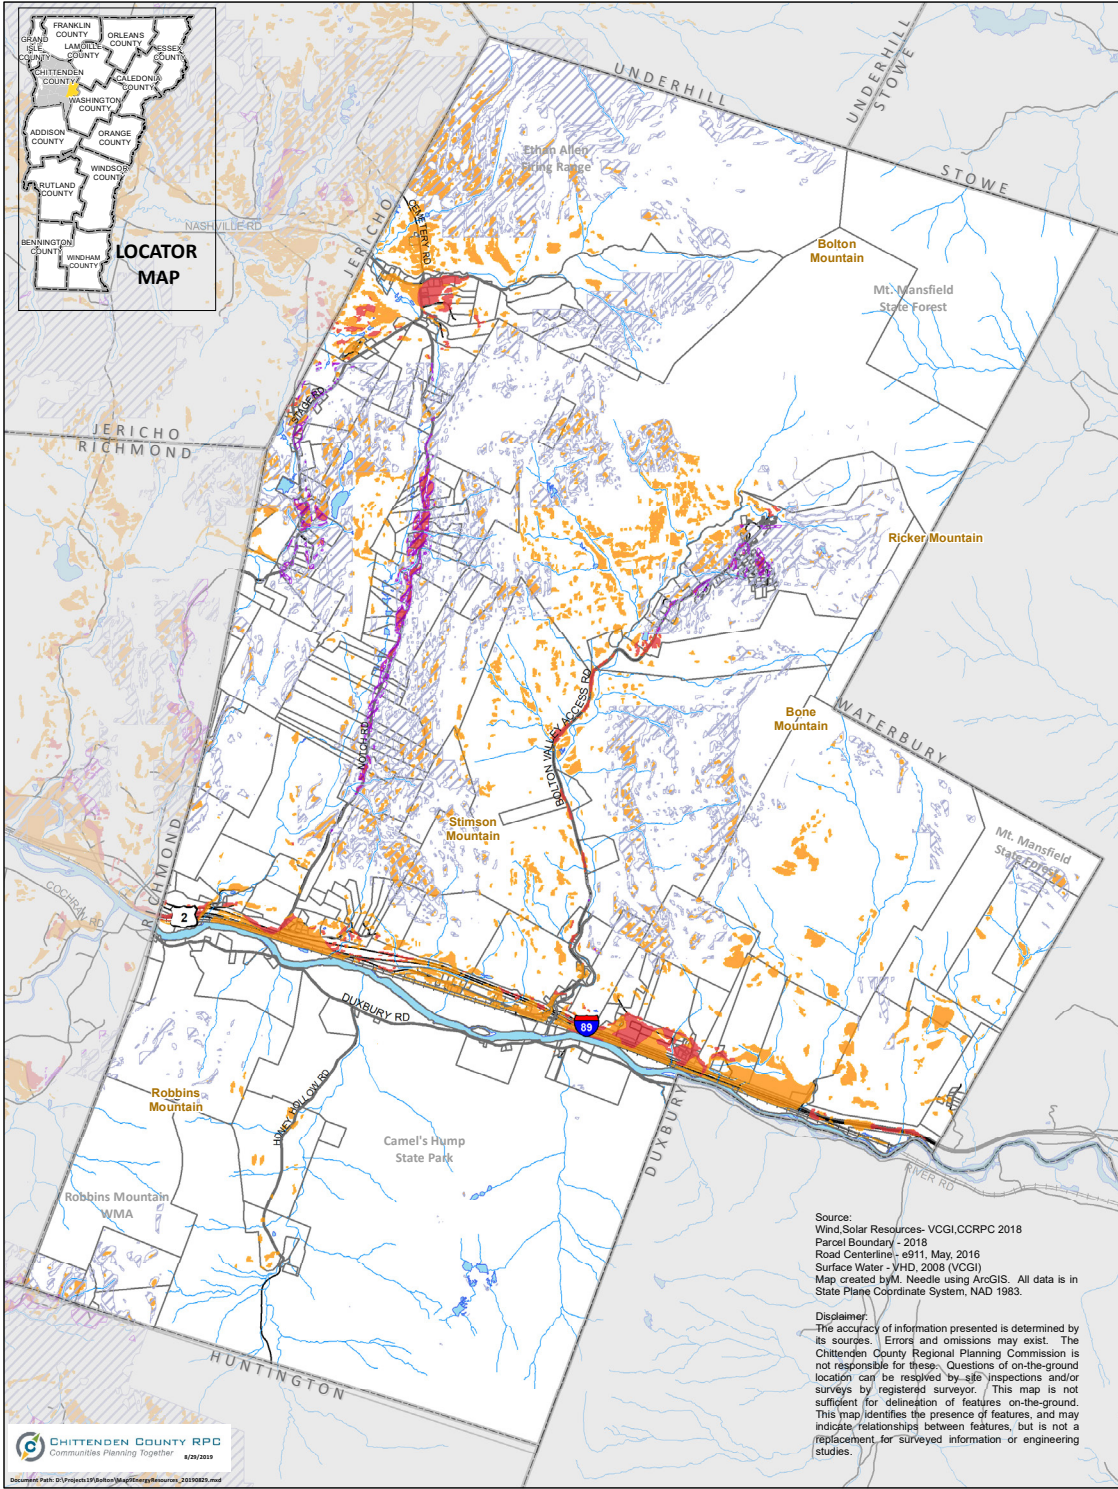 FRANKLIN
COUNTY
ORLEANS
COUNTY
GRAND
ISLE
COUNTY
LAMOILLE
COUNTY
ESSEX
COUNTY
CHITTENDEN
COUNTY
CALEDONIA
COUNTY
WASHINGTON
COUNTY
ADDISON
COUNTY
ORANGE
COUNTY
WINDSOR
COUNTY
RUTLAND
COUNTY
BENNINGTON
COUNTY
WINDHAM
COUNTY
LOCATOR
MAP
UNDERHILL
UNDERHILL
STOWE
STOWE
Ethan Allen
Firing Range
NASHVILLE RD
JERICHO
CEMETERY RD
Bolton
Mountain
Mt. Mansfield
State Forest
STAGE RD
JERICHO
RICHMOND
Ricker Mountain
BOLTON VALLEY ACCESS RD
NOTCH RD
Bone
Mountain
WATERBURY
Stimson
Mountain
Mt. Mansfield
State Forest
RICHMOND
COCHRAN RD
2
DUXBURY RD
89
Robbins
Mountain
HONEY HOLLOW RD
Camel's Hump
State Park
DUXBURY
RIVER RD
Robbins Mountain
WMA
HUNTINGTON
Source:
Wind,Solar Resources- VCGI,CCRPC 2018
Parcel Boundary - 2018
Road Centerline - e911, May, 2016
Surface Water - VHD, 2008 (VCGI)
Map created byM. Needle using ArcGIS. All data is in
State Plane Coordinate System, NAD 1983.
Disclaimer:
The accuracy of information presented is determined by
its sources. Errors and omissions may exist. The
Chittenden County Regional Planning Commission is
not responsible for these. Questions of on-the-ground
location can be resolved by site inspections and/or
surveys by registered surveyor. This map is not
sufficient for delineation of features on-the-ground.
This map identifies the presence of features, and may
indicate relationships between features, but is not a
replacement for surveyed information or engineering
studies.
CHITTENDEN COUNTY RPC
Communities Planning Together
8/29/2019
Document Path: D:\Projects19\Bolton\Map9EnergyResources_20190829.mxd